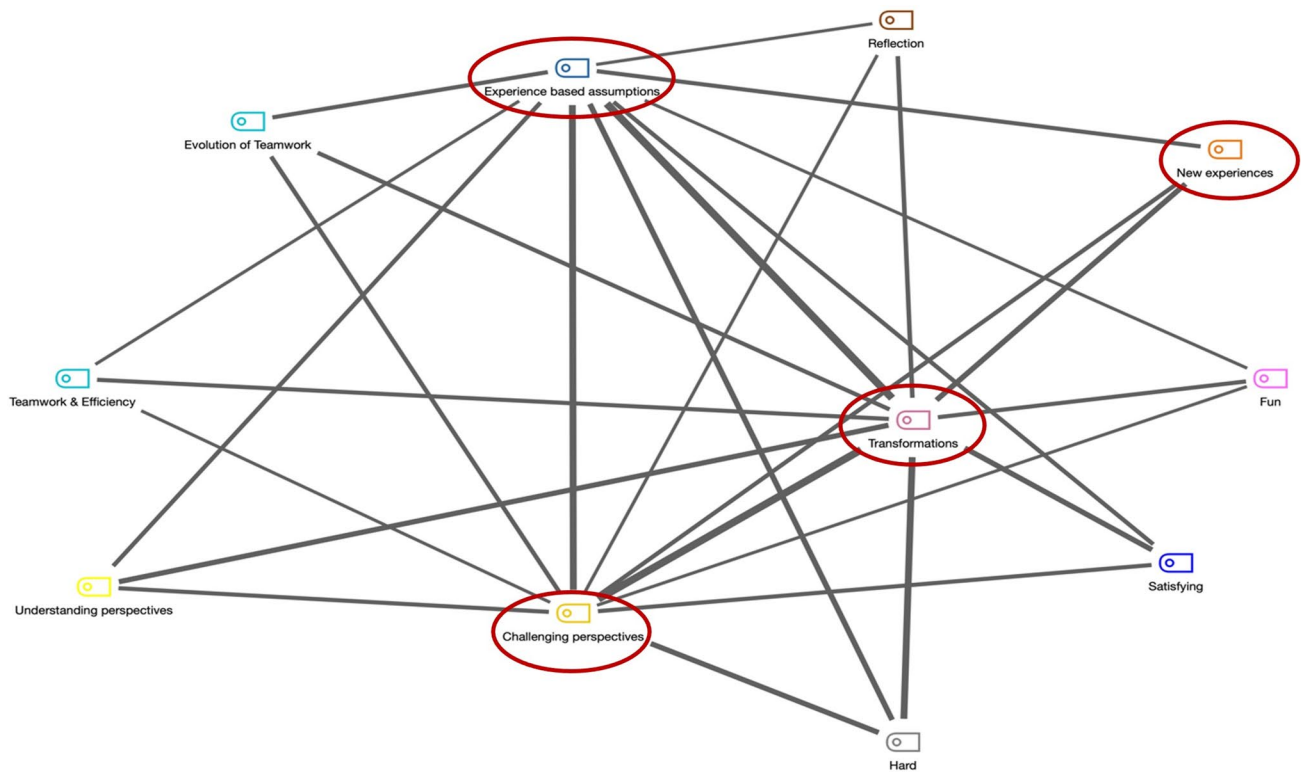 Reflection
Experience based assumptions
Evolution of Teamwork
New experiences
Teamwork & Efficiency
Fun
Transformations
Satisfying
Understanding perspectives
Challenging perspectives
Hard